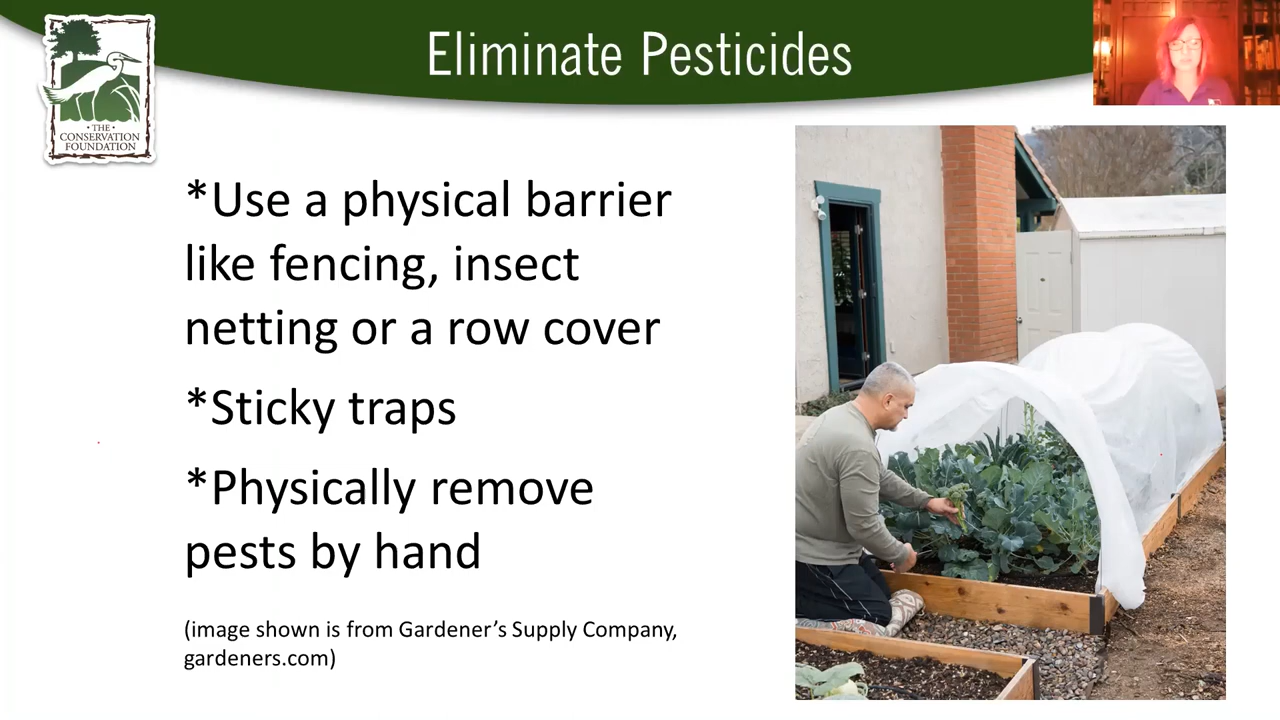 Eliminate Pesticides
• THE •
CONSERVATION
FOUNDATION
*Use a physical barrier
like fencing, insect
netting or a row cover
*Sticky traps
*Physically remove
pests by hand
(image shown is from Gardener’s Supply Company,
gardeners.com)